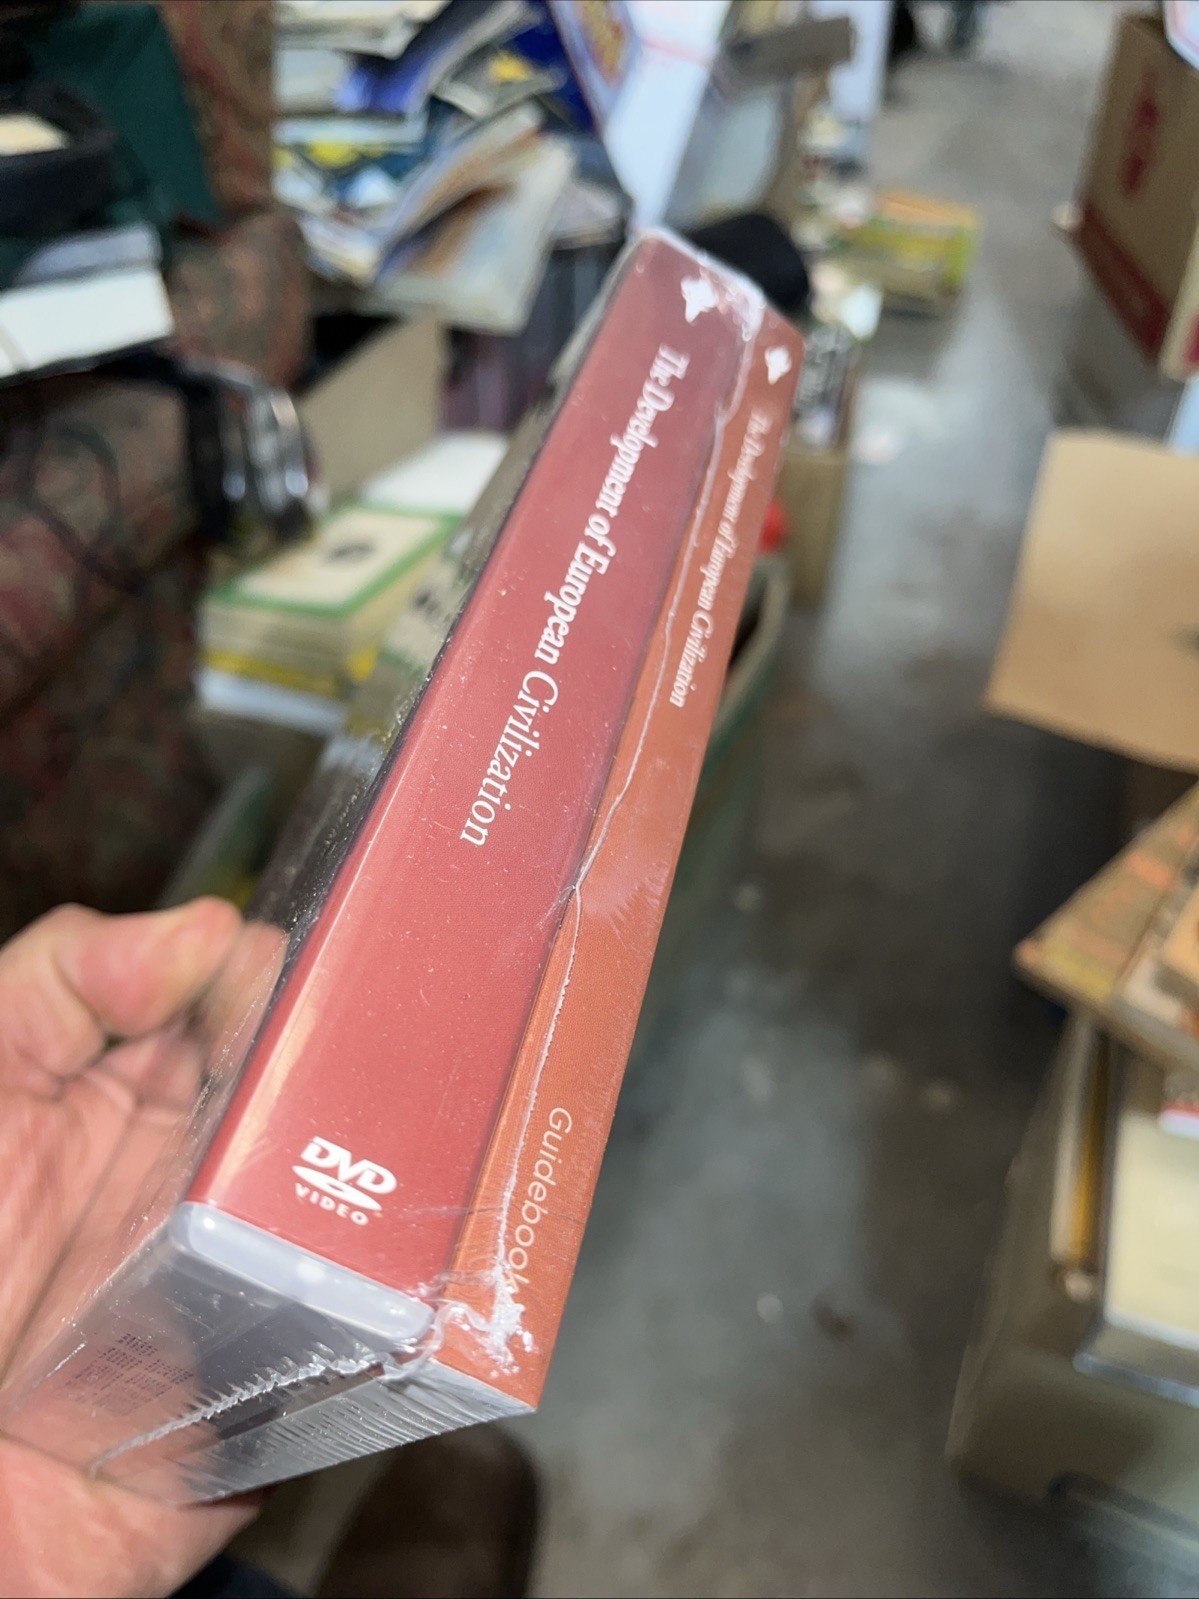 The Development of European Civilization
DVD
VIDEO
The Development of European Civilization
Guidebook